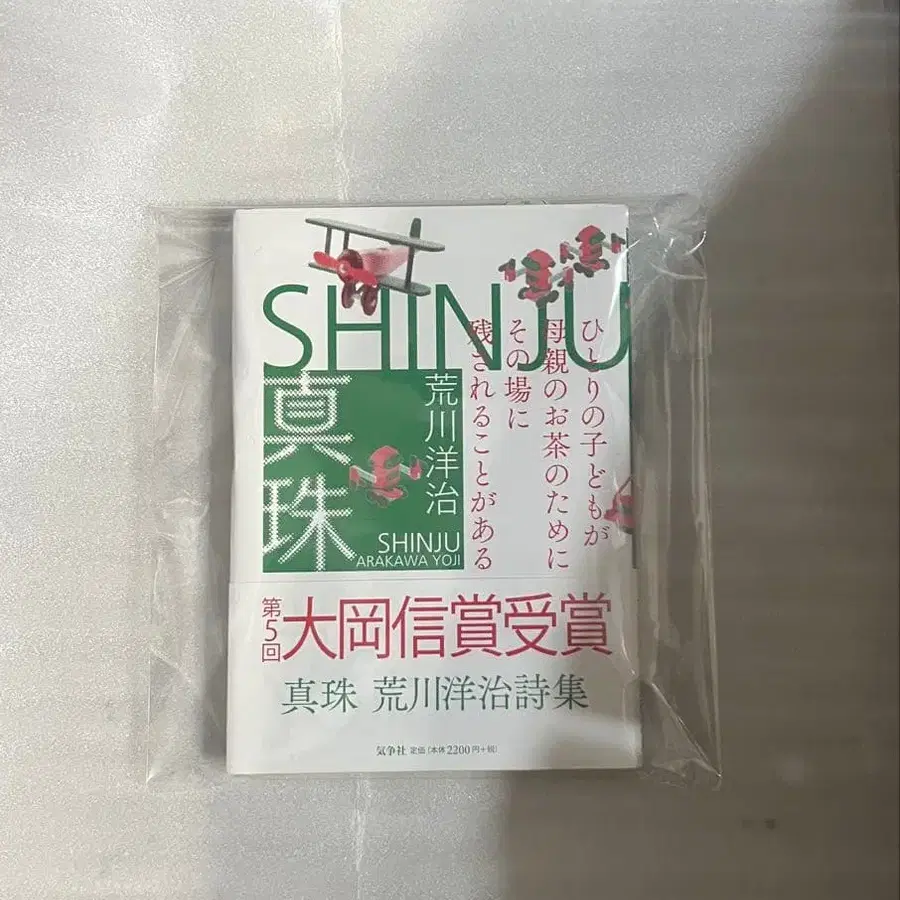 SHINJU
ひとりの子どもが
母親のお茶のために
その場に
残されることがある
荒川洋治
真珠
SHINJU
ARAKAWA YOJI
第5回
大岡信賞受賞
真珠 荒川洋治詩集
気争社 定価[本体2200円+税]